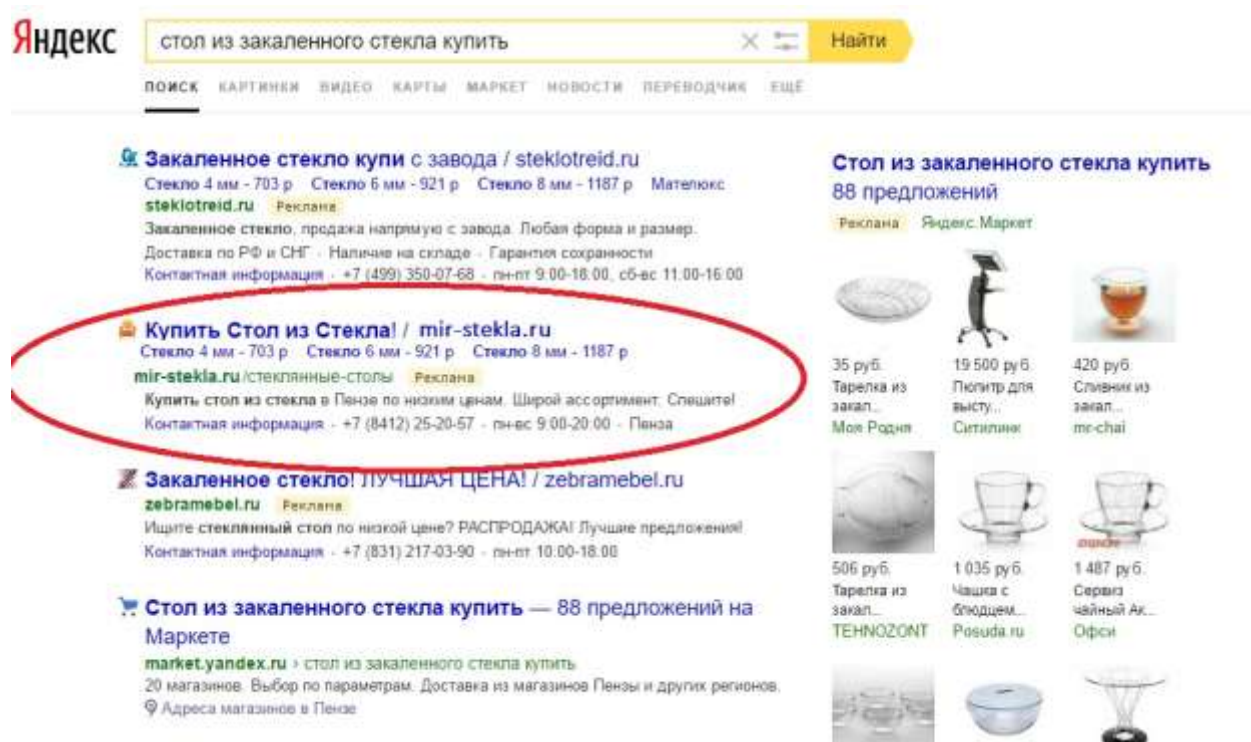 Яндекс
стол из закаленного стекла купить
Найти
ПОИСК КАРТИНКИ ВИДЕО КАРТЫ МАРКЕТ НОВОСТИ ПЕРЕВОДЧИК ЕЩЁ
Закаленное стекло купи с завода / steklotreid.ru
Стекло 4 мм - 703 р Стекло 6 мм - 921 р Стекло 8 мм - 1187 р Мателюкс
steklotreid.ru Реклама
Закаленное стекло, продажа напрямую с завода. Любая форма и размер.
Доставка по РФ и СНГ · Наличие на складе · Гарантия сохранности
Контактная информация · +7 (499) 350-07-68 · пн-пт 9:00-18:00, сб-вс 11:00-16:00
Купить Стол из Стекла! / mir-stekla.ru
Стекло 4 мм - 703 р Стекло 6 мм - 921 р Стекло 8 мм - 1187 р
mir-stekla.ru/стеклянные-столы Реклама
Купить стол из стекла в Пензе по низким ценам. Широй ассортимент. Спешите!
Контактная информация · +7 (8412) 25-20-57 · пн-вс 9:00-20:00 · Пенза
Закаленное стекло! ЛУЧШАЯ ЦЕНА! / zebramebel.ru
zebramebel.ru Реклама
Ищите стеклянный стол по низкой цене? РАСПРОДАЖА! Лучшие предложения!
Контактная информация · +7 (831) 217-03-90 · пн-пт 10:00-18:00
Стол из закаленного стекла купить — 88 предложений на
Маркете
market.yandex.ru › стол из закаленного стекла купить
20 магазинов. Выбор по параметрам. Доставка из магазинов Пензы и других регионов.
Адреса магазинов в Пензе
Стол из закаленного стекла купить
88 предложений
Реклама Яндекс.Маркет
35 руб.
Тарелка из
закал...
Моя Родня
19 500 руб.
Пюпитр для
высту...
Ситилинк
420 руб.
Сливник из
закал...
mr-chai
506 руб.
Тарелка из
закал...
TEHNOZONT
1 035 руб.
Чашка с
блюдцем...
Posuda.ru
1 487 руб.
Сервиз
чайный Ак...
Офси